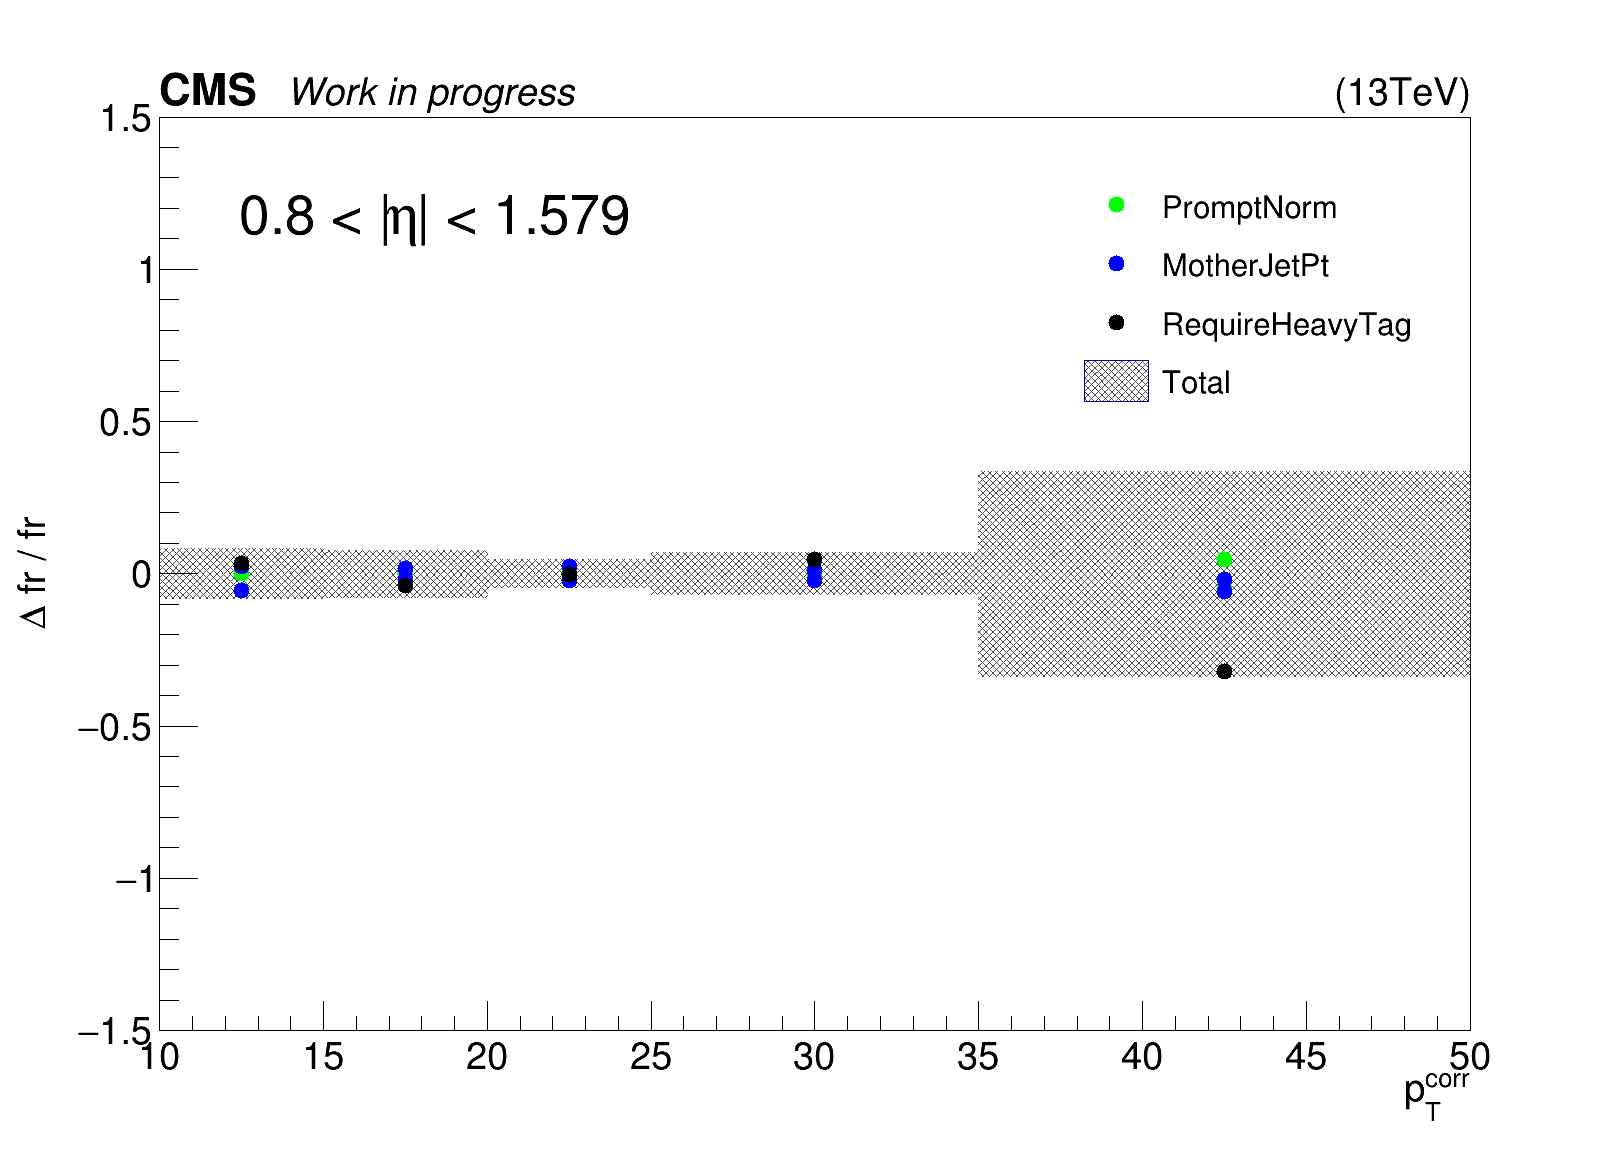 CMS Work in progress (13TeV)
0.8 < |η| < 1.579
PromptNorm
MotherJetPt
RequireHeavyTag
Total
Δ fr / fr
1.5
1
0.5
0
−0.5
−1
−1.5
10 15 20 25 30 35 40 45 50
p_T^corr